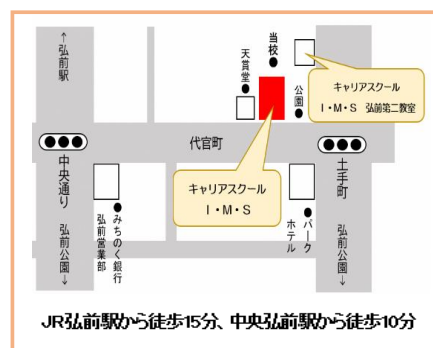 ↑弘前駅
当校
天賞堂
公園
キャリアスクール
I・M・S 弘前第二教室
代官町
中央通り
土手町
キャリアスクール
I・M・S
みちのく銀行
弘前営業部
パーク
ホテル
弘前公園↓
弘前公園↓
JR弘前駅から徒歩15分、中央弘前駅から徒歩10分